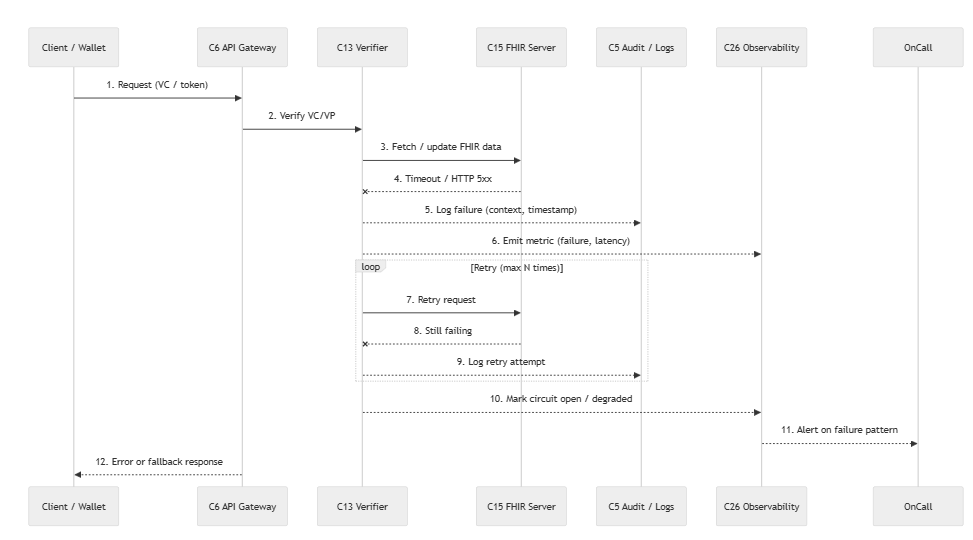 Client / Wallet
C6 API Gateway
C13 Verifier
C15 FHIR Server
C5 Audit / Logs
C26 Observability
OnCall
1. Request (VC / token)
2. Verify VC/VP
3. Fetch / update FHIR data
4. Timeout / HTTP 5xx
5. Log failure (context, timestamp)
6. Emit metric (failure, latency)
loop
[Retry (max N times)]
7. Retry request
8. Still failing
9. Log retry attempt
10. Mark circuit open / degraded
11. Alert on failure pattern
12. Error or fallback response
Client / Wallet
C6 API Gateway
C13 Verifier
C15 FHIR Server
C5 Audit / Logs
C26 Observability
OnCall